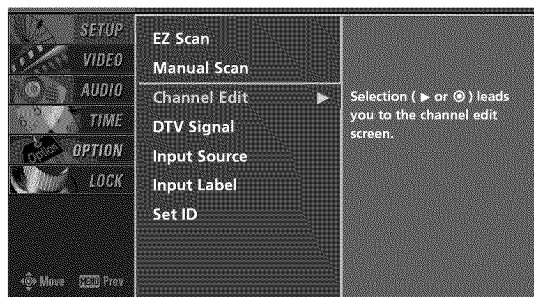 SETUP
VIDEO
AUDIO
TIME
OPTION
LOCK
Move MENU Prev
EZ Scan
Manual Scan
Channel Edit ▶
DTV Signal
Input Source
Input Label
Set ID
Selection ( ▶ or ◉ ) leads
you to the channel edit
screen.